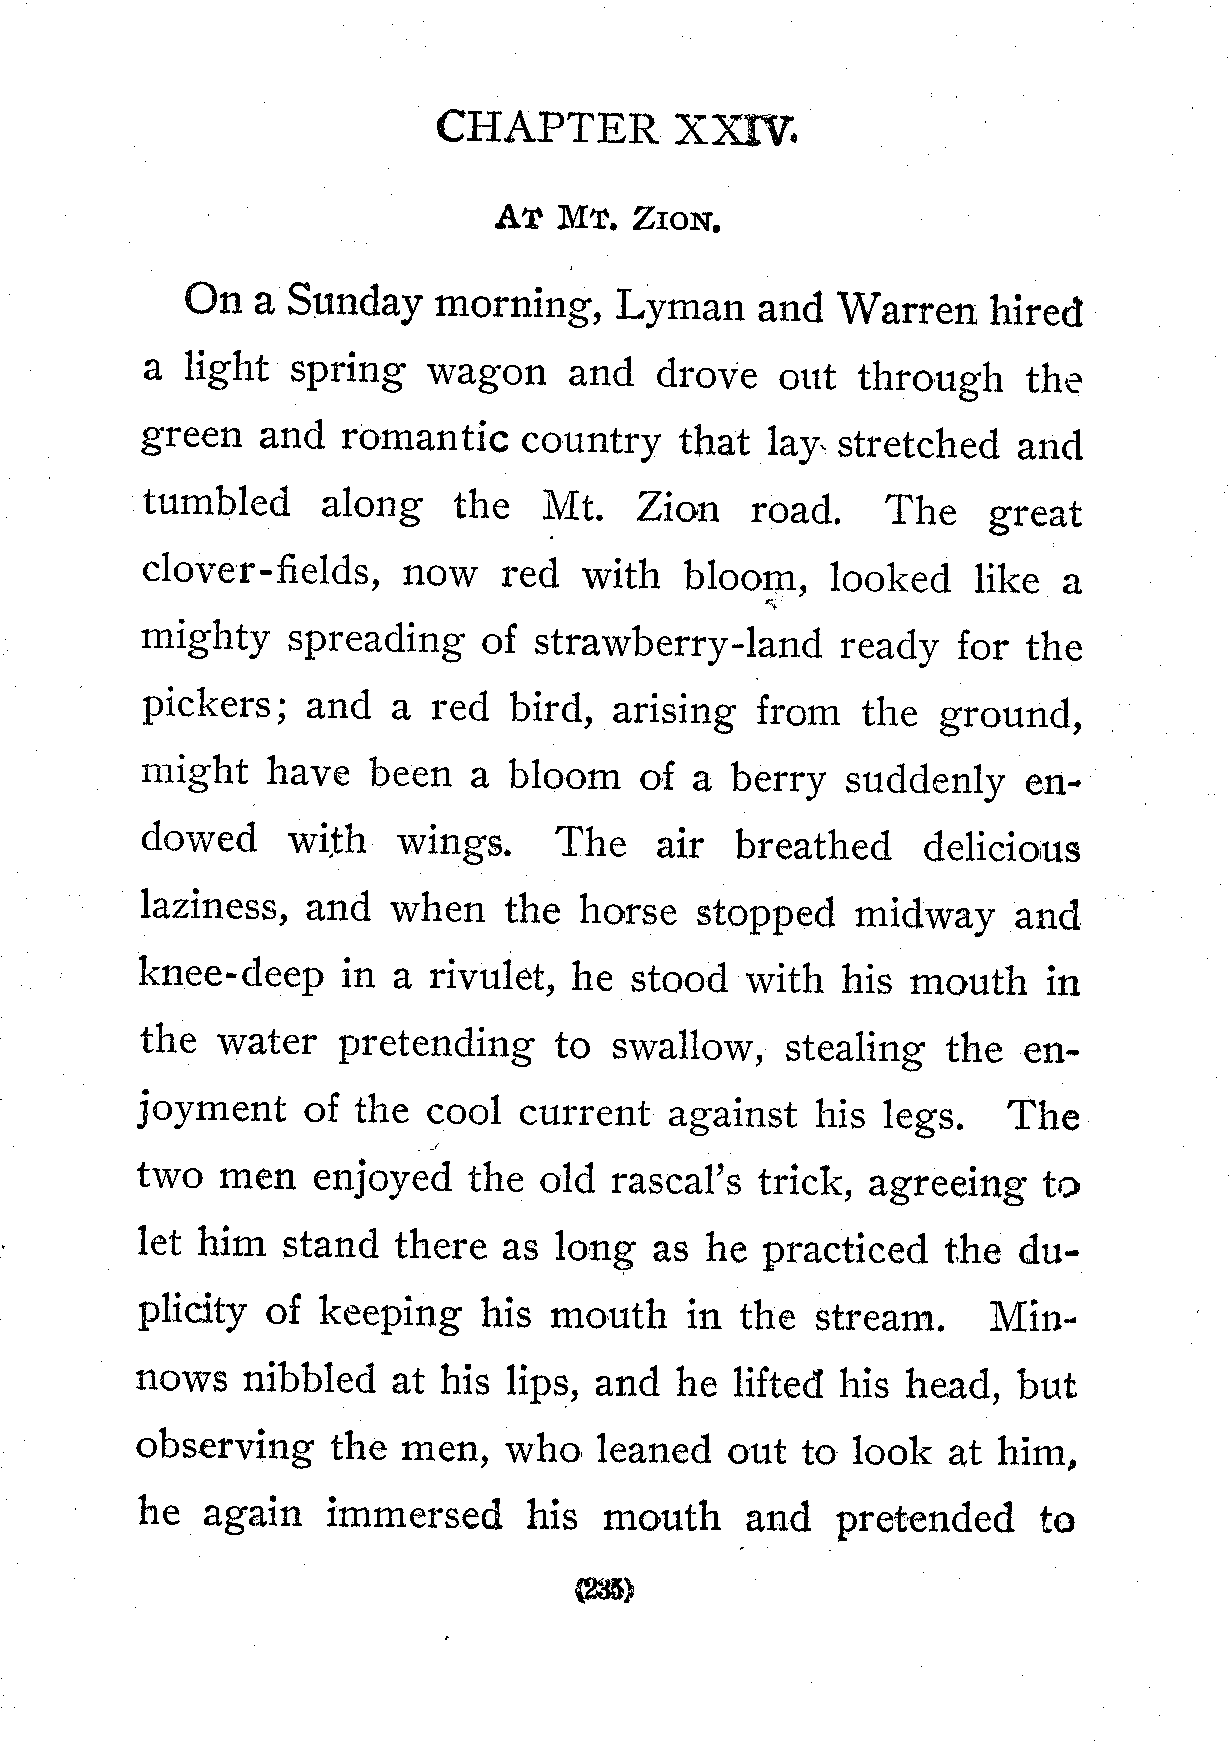 CHAPTER XXIV.
AT MT. ZION.
On a Sunday morning, Lyman and Warren hired
a light spring wagon and drove out through the
green and romantic country that lay stretched and
tumbled along the Mt. Zion road. The great
clover-fields, now red with bloom, looked like a
mighty spreading of strawberry-land ready for the
pickers; and a red bird, arising from the ground,
might have been a bloom of a berry suddenly en-
dowed with wings. The air breathed delicious
laziness, and when the horse stopped midway and
knee-deep in a rivulet, he stood with his mouth in
the water pretending to swallow, stealing the en-
joyment of the cool current against his legs. The
two men enjoyed the old rascal's trick, agreeing to
let him stand there as long as he practiced the du-
plicity of keeping his mouth in the stream. Min-
nows nibbled at his lips, and he lifted his head, but
observing the men, who leaned out to look at him,
he again immersed his mouth and pretended to
(235)